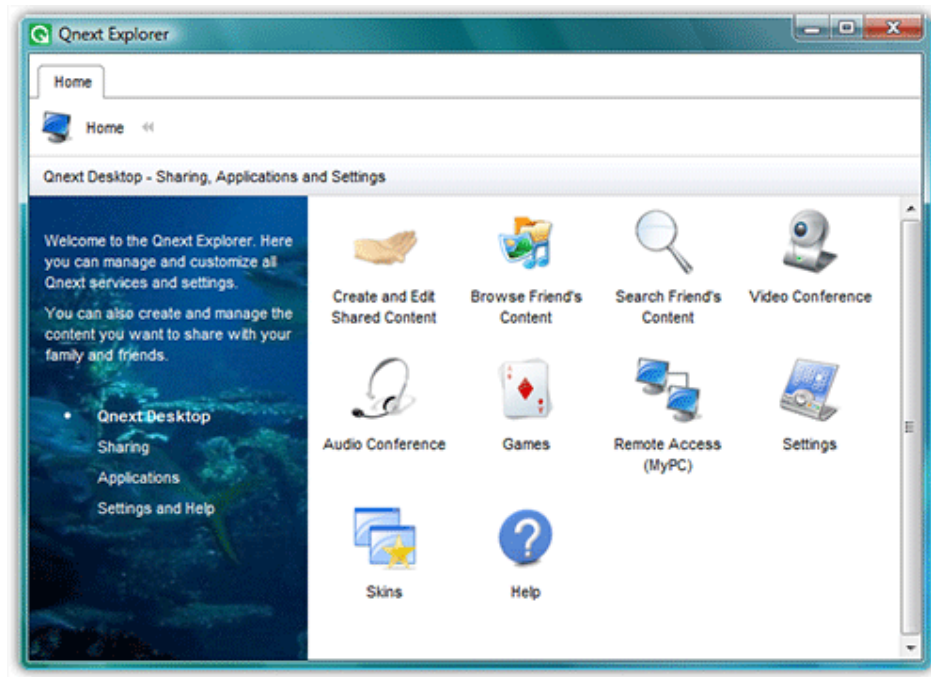 Qnext Explorer
Home
Home
Qnext Desktop - Sharing, Applications and Settings
Welcome to the Qnext Explorer. Here
you can manage and customize all
Qnext services and settings.
You can also create and manage the
content you want to share with your
family and friends.
Qnext Desktop
Sharing
Applications
Settings and Help
Create and Edit
Shared Content
Browse Friend's
Content
Search Friend's
Content
Video Conference
Audio Conference
Games
Remote Access
(MyPC)
Settings
Skins
Help